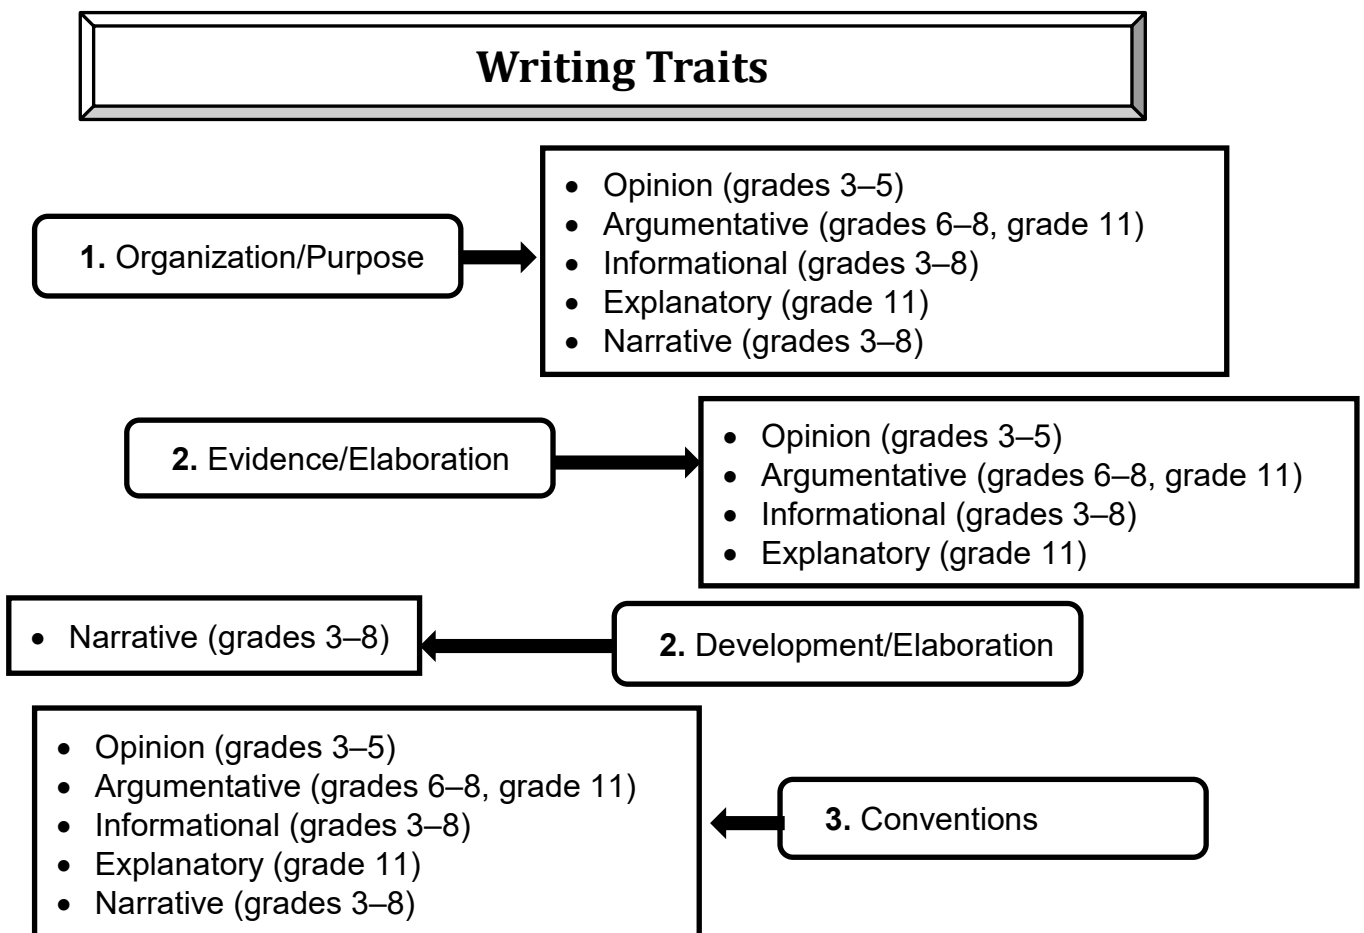 Writing Traits
1. Organization/Purpose
• Opinion (grades 3–5)
• Argumentative (grades 6–8, grade 11)
• Informational (grades 3–8)
• Explanatory (grade 11)
• Narrative (grades 3–8)
2. Evidence/Elaboration
• Opinion (grades 3–5)
• Argumentative (grades 6–8, grade 11)
• Informational (grades 3–8)
• Explanatory (grade 11)
2. Development/Elaboration
• Narrative (grades 3–8)
3. Conventions
• Opinion (grades 3–5)
• Argumentative (grades 6–8, grade 11)
• Informational (grades 3–8)
• Explanatory (grade 11)
• Narrative (grades 3–8)